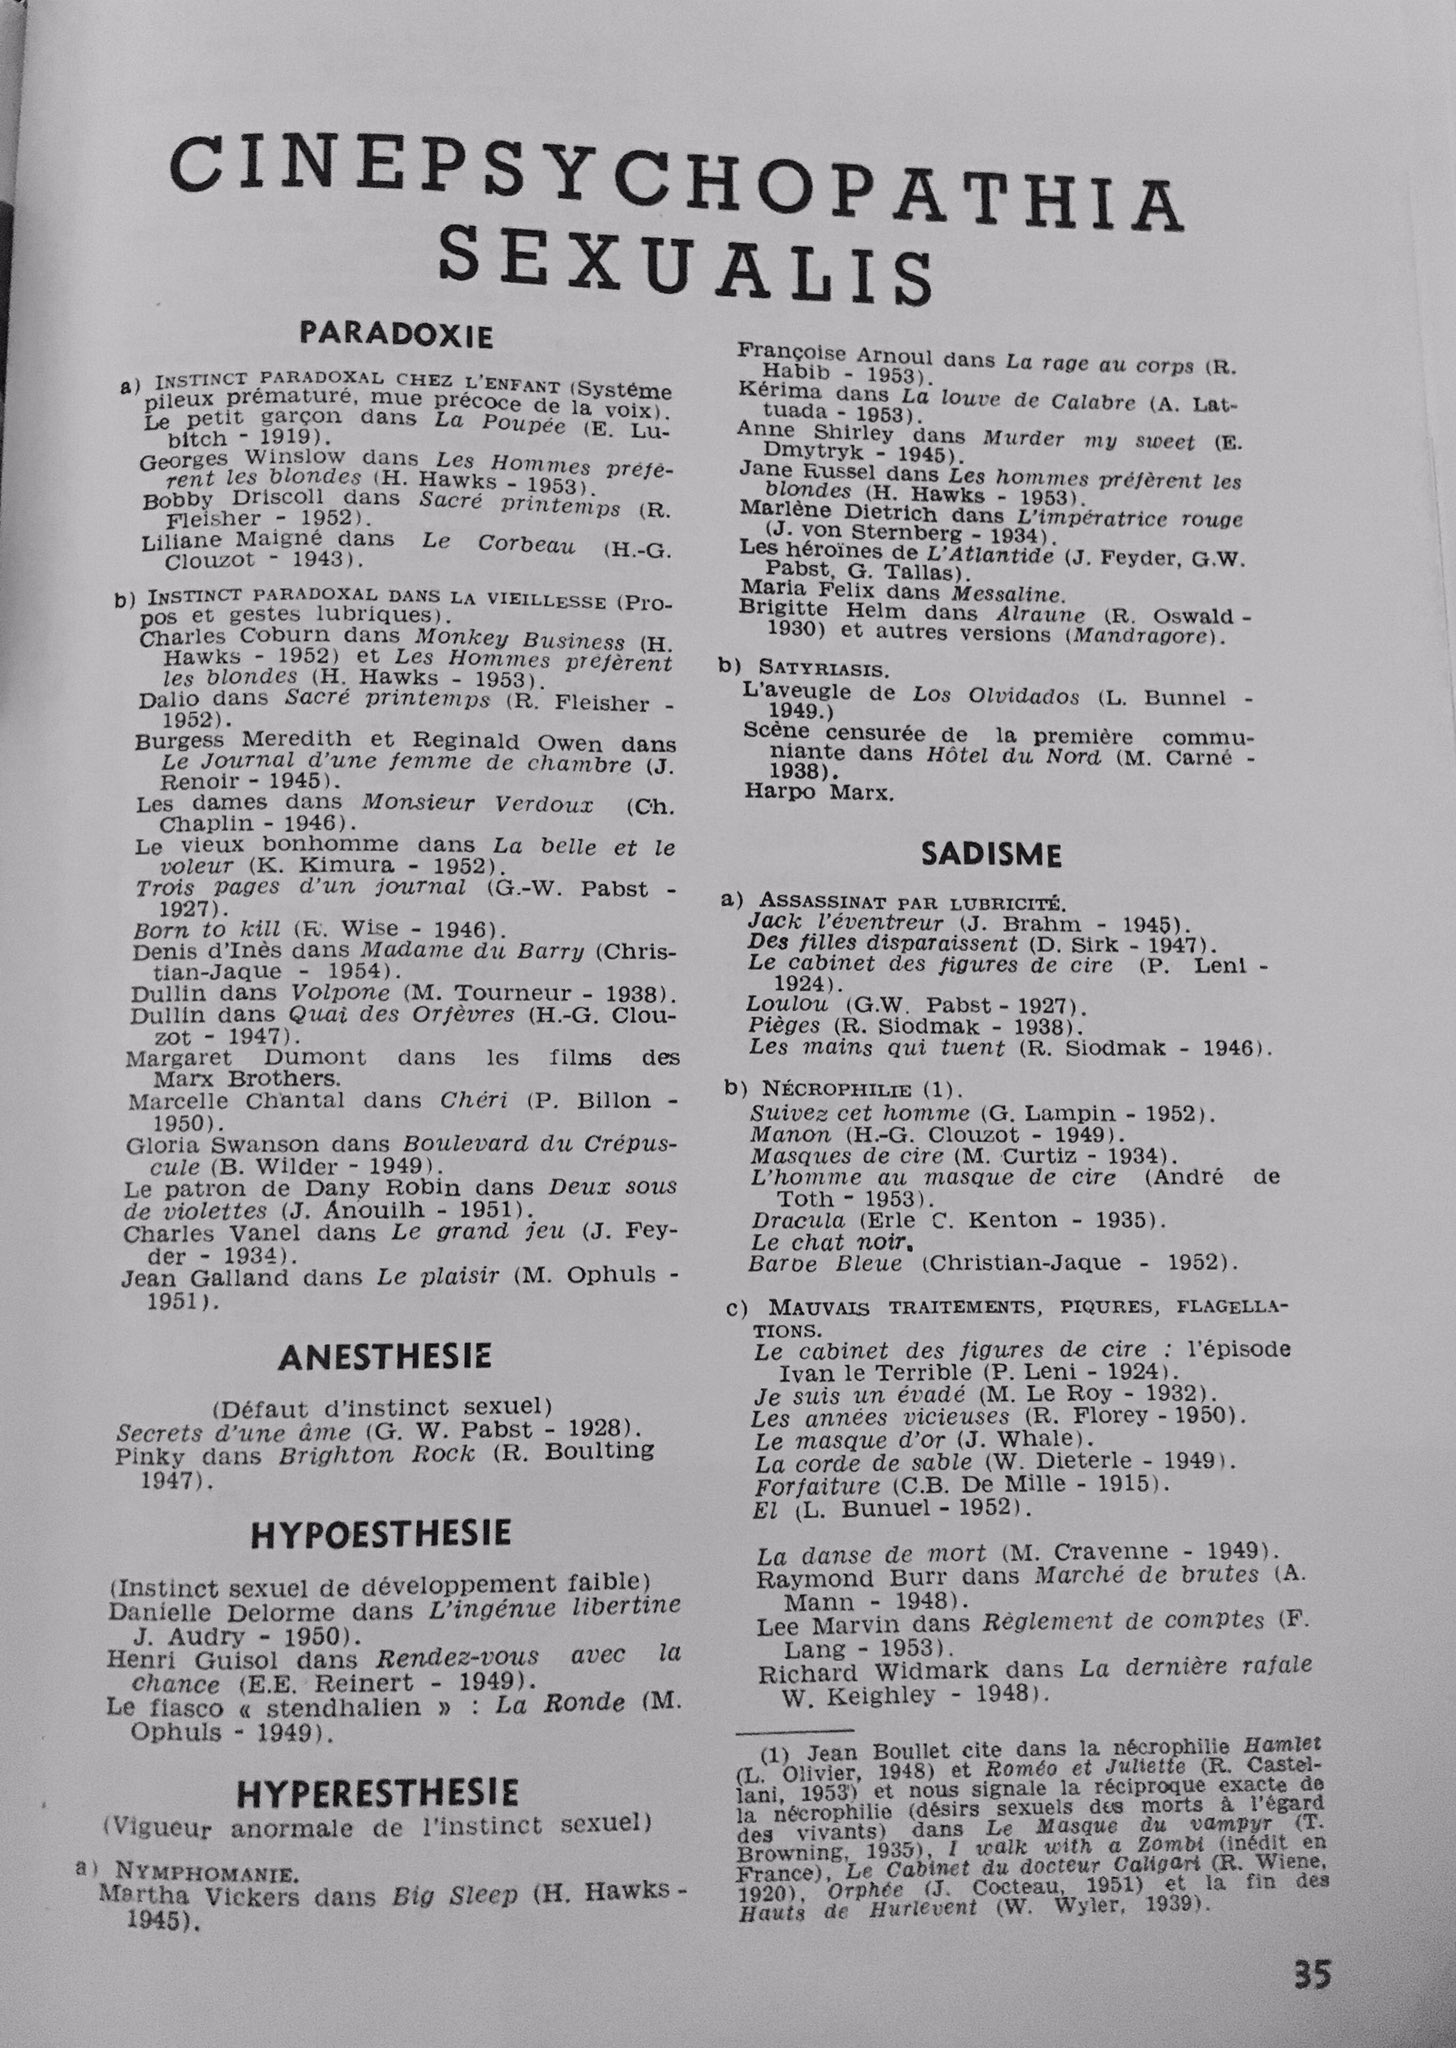 CINEPSYCHOPATHIA
SEXUALIS
PARADOXIE
a) INSTINCT PARADOXAL CHEZ L'ENFANT (Systéme
pileux prématuré, mue précoce de la voix).
Le petit garçon dans La Poupée (E. Lu-
bitch - 1919).
Georges Winslow dans Les Hommes préfè-
rent les blondes (H. Hawks - 1953).
Bobby Driscoll dans Sacré printemps (R.
Fleisher - 1952).
Liliane Maigné dans Le Corbeau (H.-G.
Clouzot - 1943).
b) INSTINCT PARADOXAL DANS LA VIEILLESSE (Pro-
pos et gestes lubriques).
Charles Coburn dans Monkey Business (H.
Hawks - 1952) et Les Hommes préfèrent
les blondes (H. Hawks - 1953).
Dalio dans Sacré printemps (R. Fleisher -
1952).
Burgess Meredith et Reginald Owen dans
Le Journal d'une femme de chambre (J.
Renoir - 1945).
Les dames dans Monsieur Verdoux (Ch.
Chaplin - 1946).
Le vieux bonhomme dans La belle et le
voleur (K. Kimura - 1952).
Trois pages d'un journal (G.-W. Pabst -
1927).
Born to kill (R. Wise - 1946).
Denis d'Inès dans Madame du Barry (Chris-
tian-Jaque - 1954).
Dullin dans Volpone (M. Tourneur - 1938).
Dullin dans Quai des Orfèvres (H.-G. Clou-
zot - 1947).
Margaret Dumont dans les films des
Marx Brothers.
Marcelle Chantal dans Chéri (P. Billon -
1950).
Gloria Swanson dans Boulevard du Crépus-
cule (B. Wilder - 1949).
Le patron de Dany Robin dans Deux sous
de violettes (J. Anouilh - 1951).
Charles Vanel dans Le grand jeu (J. Fey-
der - 1934).
Jean Galland dans Le plaisir (M. Ophuls -
1951).
ANESTHESIE
(Défaut d'instinct sexuel)
Secrets d'une âme (G. W. Pabst - 1928).
Pinky dans Brighton Rock (R. Boulting
1947).
HYPOESTHESIE
(Instinct sexuel de développement faible)
Danielle Delorme dans L'ingénue libertine
J. Audry - 1950).
Henri Guisol dans Rendez-vous avec la
chance (E.E. Reinert - 1949).
Le fiasco « stendhalien » : La Ronde (M.
Ophuls - 1949).
HYPERESTHESIE
(Vigueur anormale de l'instinct sexuel)
a) NYMPHOMANIE.
Martha Vickers dans Big Sleep (H. Hawks -
1945).
Françoise Arnoul dans La rage au corps (R.
Habib - 1953).
Kérima dans La louve de Calabre (A. Lat-
tuada - 1953).
Anne Shirley dans Murder my sweet (E.
Dmytryk - 1945).
Jane Russel dans Les hommes préfèrent les
blondes (H. Hawks - 1953).
Marlène Dietrich dans L'impératrice rouge
(J. von Sternberg - 1934).
Les héroïnes de L'Atlantide (J. Feyder, G.W.
Pabst, G. Tallas).
Maria Felix dans Messaline.
Brigitte Helm dans Alraune (R. Oswald -
1930) et autres versions (Mandragore).
b) SATYRIASIS.
L'aveugle de Los Olvidados (L. Bunnel -
1949.)
Scène censurée de la première commu-
niante dans Hôtel du Nord (M. Carné -
1938).
Harpo Marx.
SADISME
a) ASSASSINAT PAR LUBRICITÉ.
Jack l'éventreur (J. Brahm - 1945).
Des filles disparaissent (D. Sirk - 1947).
Le cabinet des figures de cire (P. Leni -
1924).
Loulou (G.W. Pabst - 1927).
Pièges (R. Siodmak - 1938).
Les mains qui tuent (R. Siodmak - 1946).
b) NÉCROPHILIE (1).
Suivez cet homme (G. Lampin - 1952).
Manon (H.-G. Clouzot - 1949).
Masques de cire (M. Curtiz - 1934).
L'homme au masque de cire (André de
Toth - 1953).
Dracula (Erle C. Kenton - 1935).
Le chat noir.
Barbe Bleue (Christian-Jaque - 1952).
c) MAUVAIS TRAITEMENTS, PIQURES, FLAGELLA-
TIONS.
Le cabinet des figures de cire : l'épisode
Ivan le Terrible (P. Leni - 1924).
Je suis un évadé (M. Le Roy - 1932).
Les années vicieuses (R. Florey - 1950).
Le masque d'or (J. Whale).
La corde de sable (W. Dieterle - 1949).
Forfaiture (C.B. De Mille - 1915).
El (L. Bunuel - 1952).
La danse de mort (M. Cravenne - 1949).
Raymond Burr dans Marché de brutes (A.
Mann - 1948).
Lee Marvin dans Règlement de comptes (F.
Lang - 1953).
Richard Widmark dans La dernière rafale
W. Keighley - 1948).
(1) Jean Boullet cite dans la nécrophilie Hamlet
(L. Olivier, 1948) et Roméo et Juliette (R. Castel-
lani, 1953) et nous signale la réciproque exacte de
la nécrophilie (désirs sexuels des morts à l'égard
des vivants) dans Le Masque du vampyr (T.
Browning, 1935), I walk with a Zombi (inédit en
France), Le Cabinet du docteur Caligari (R. Wiene,
1920), Orphée (J. Cocteau, 1951) et la fin des
Hauts de Hurlevent (W. Wyler, 1939).
35